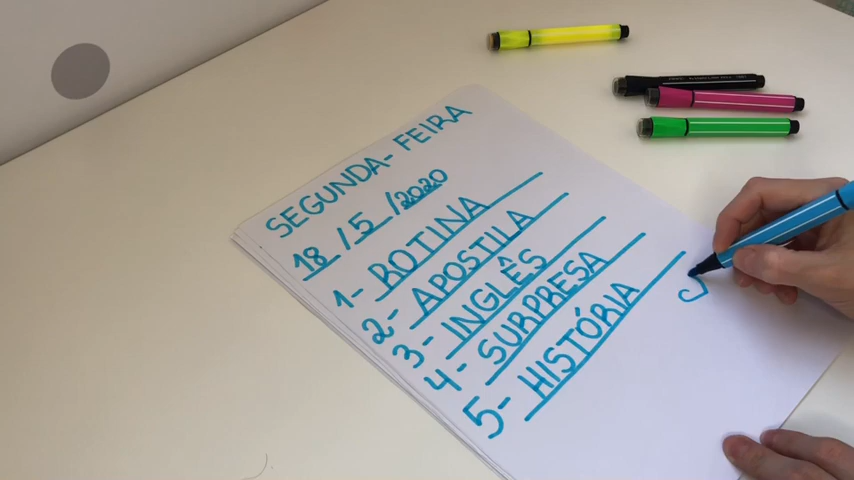 SEGUNDA-FEIRA
18/5/2020
1- ROTINA
2- APOSTILA
3- INGLÊS
4- SURPRESA
5- HISTÓRIA